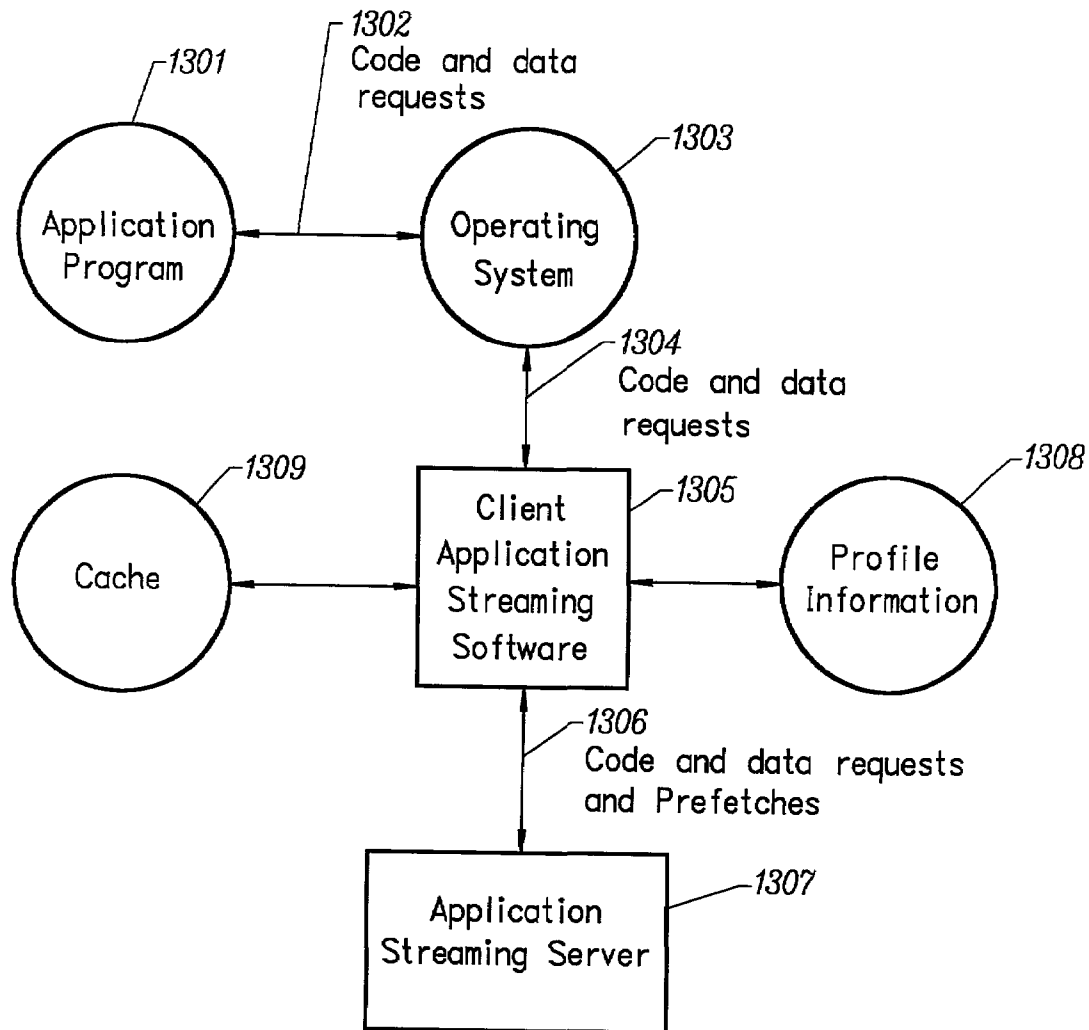 1302
Code and data
requests
1301
1303
Application
Program
Operating
System
1304
Code and data
requests
1309
1305
1308
Cache
Client
Application
Streaming
Software
Profile
Information
1306
Code and data requests
and Prefetches
1307
Application
Streaming Server